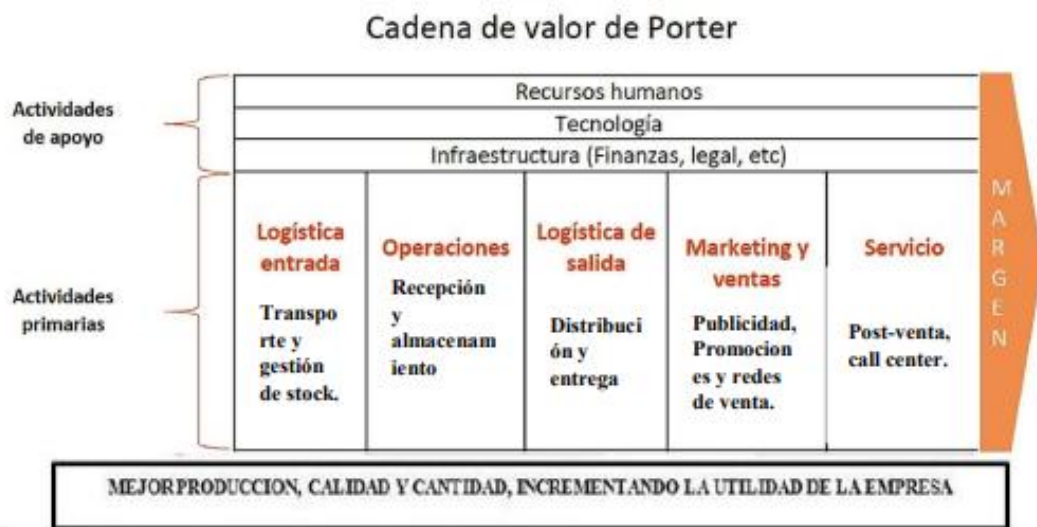 Cadena de valor de Porter
Actividades
de apoyo
Recursos humanos
Tecnología
Infraestructura (Finanzas, legal, etc)
Actividades
primarias
Logística
entrada
Transpo
rte y
gestión
de stock.
Operaciones
Recepción
y
almacenam
iento
Logística de
salida
Distribuci
ón y
entrega
Marketing y
ventas
Publicidad,
Promocion
es y redes
de venta.
Servicio
Post-venta,
call center.
MARGEN
MEJOR PRODUCCION, CALIDAD Y CANTIDAD, INCREMENTANDO LA UTILIDAD DE LA EMPRESA